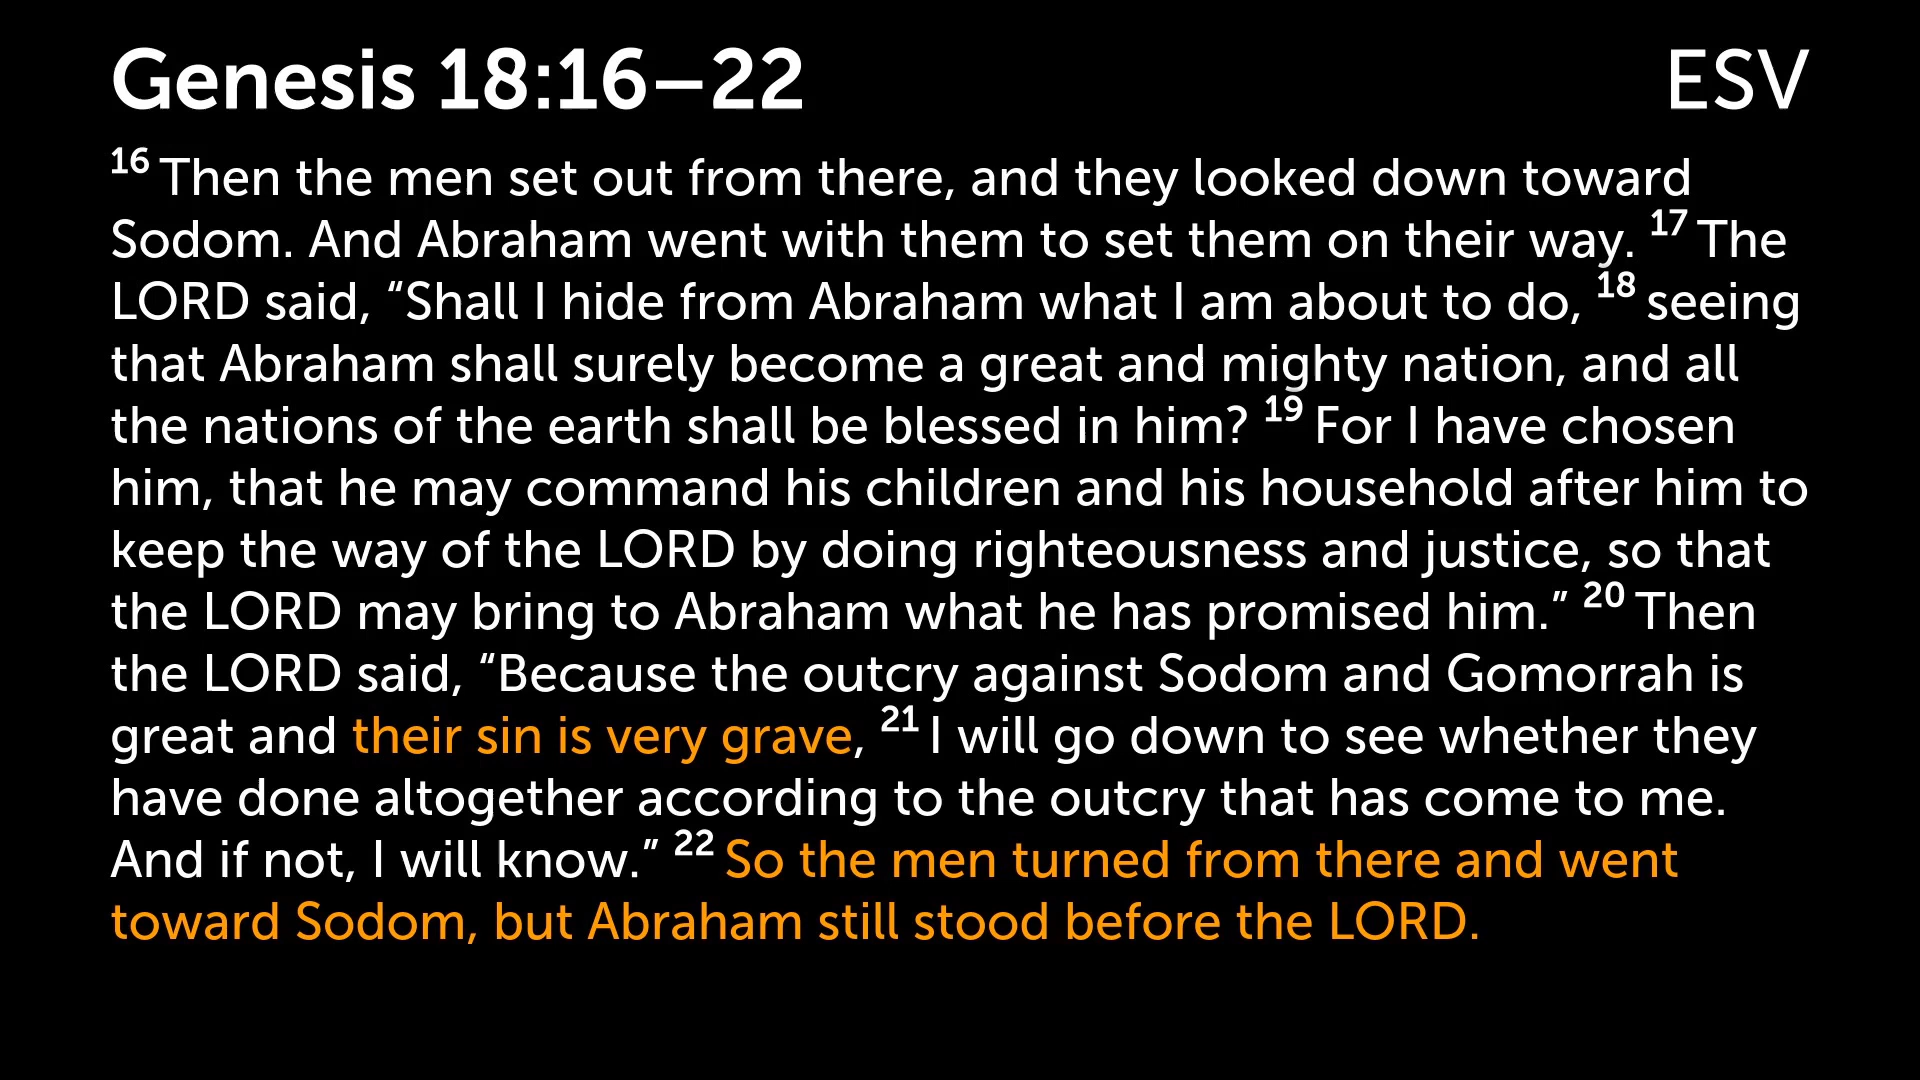 Genesis 18:16–22 ESV
16 Then the men set out from there, and they looked down toward
Sodom. And Abraham went with them to set them on their way. 17 The
LORD said, “Shall I hide from Abraham what I am about to do, 18 seeing
that Abraham shall surely become a great and mighty nation, and all
the nations of the earth shall be blessed in him? 19 For I have chosen
him, that he may command his children and his household after him to
keep the way of the LORD by doing righteousness and justice, so that
the LORD may bring to Abraham what he has promised him.” 20 Then
the LORD said, “Because the outcry against Sodom and Gomorrah is
great and their sin is very grave, 21 I will go down to see whether they
have done altogether according to the outcry that has come to me.
And if not, I will know.” 22 So the men turned from there and went
toward Sodom, but Abraham still stood before the LORD.